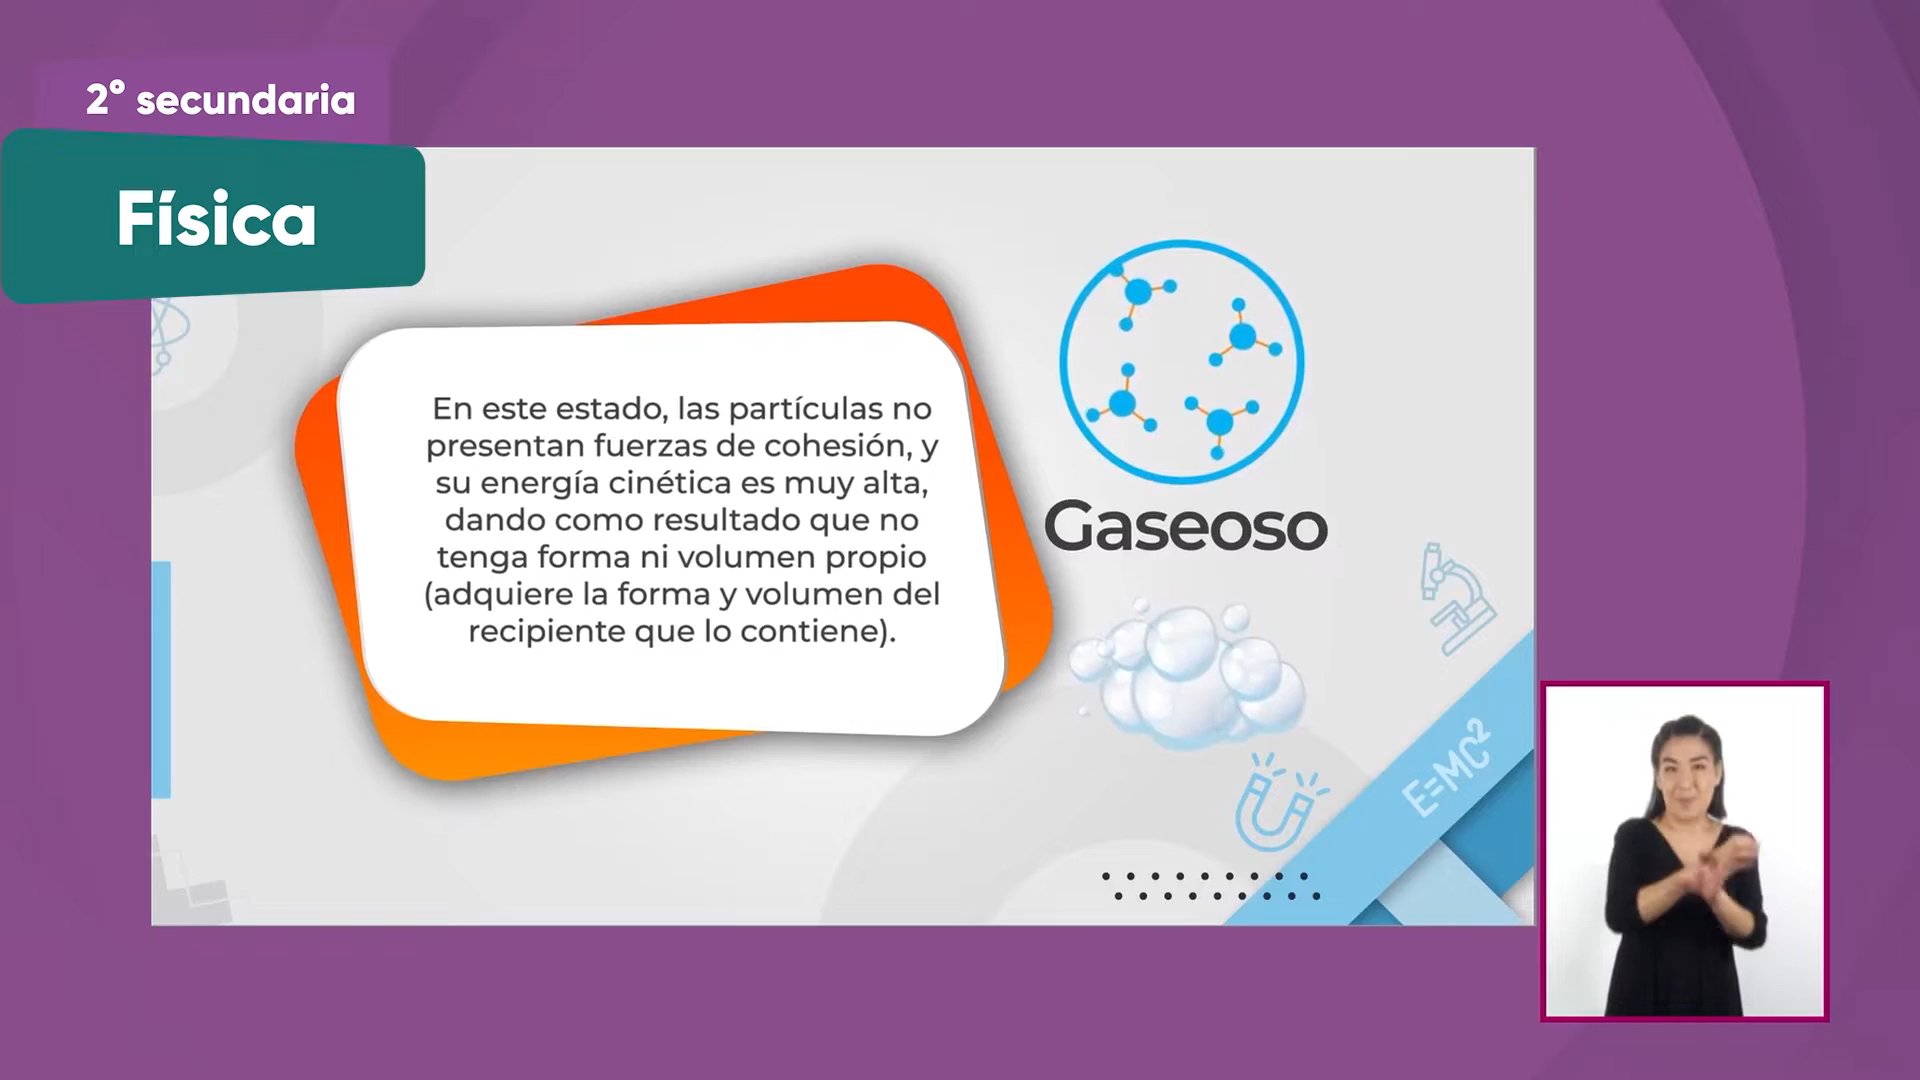 2° secundaria
Física
En este estado, las partículas no
presentan fuerzas de cohesión, y
su energía cinética es muy alta,
dando como resultado que no
tenga forma ni volumen propio
(adquiere la forma y volumen del
recipiente que lo contiene).
Gaseoso
E=MC²